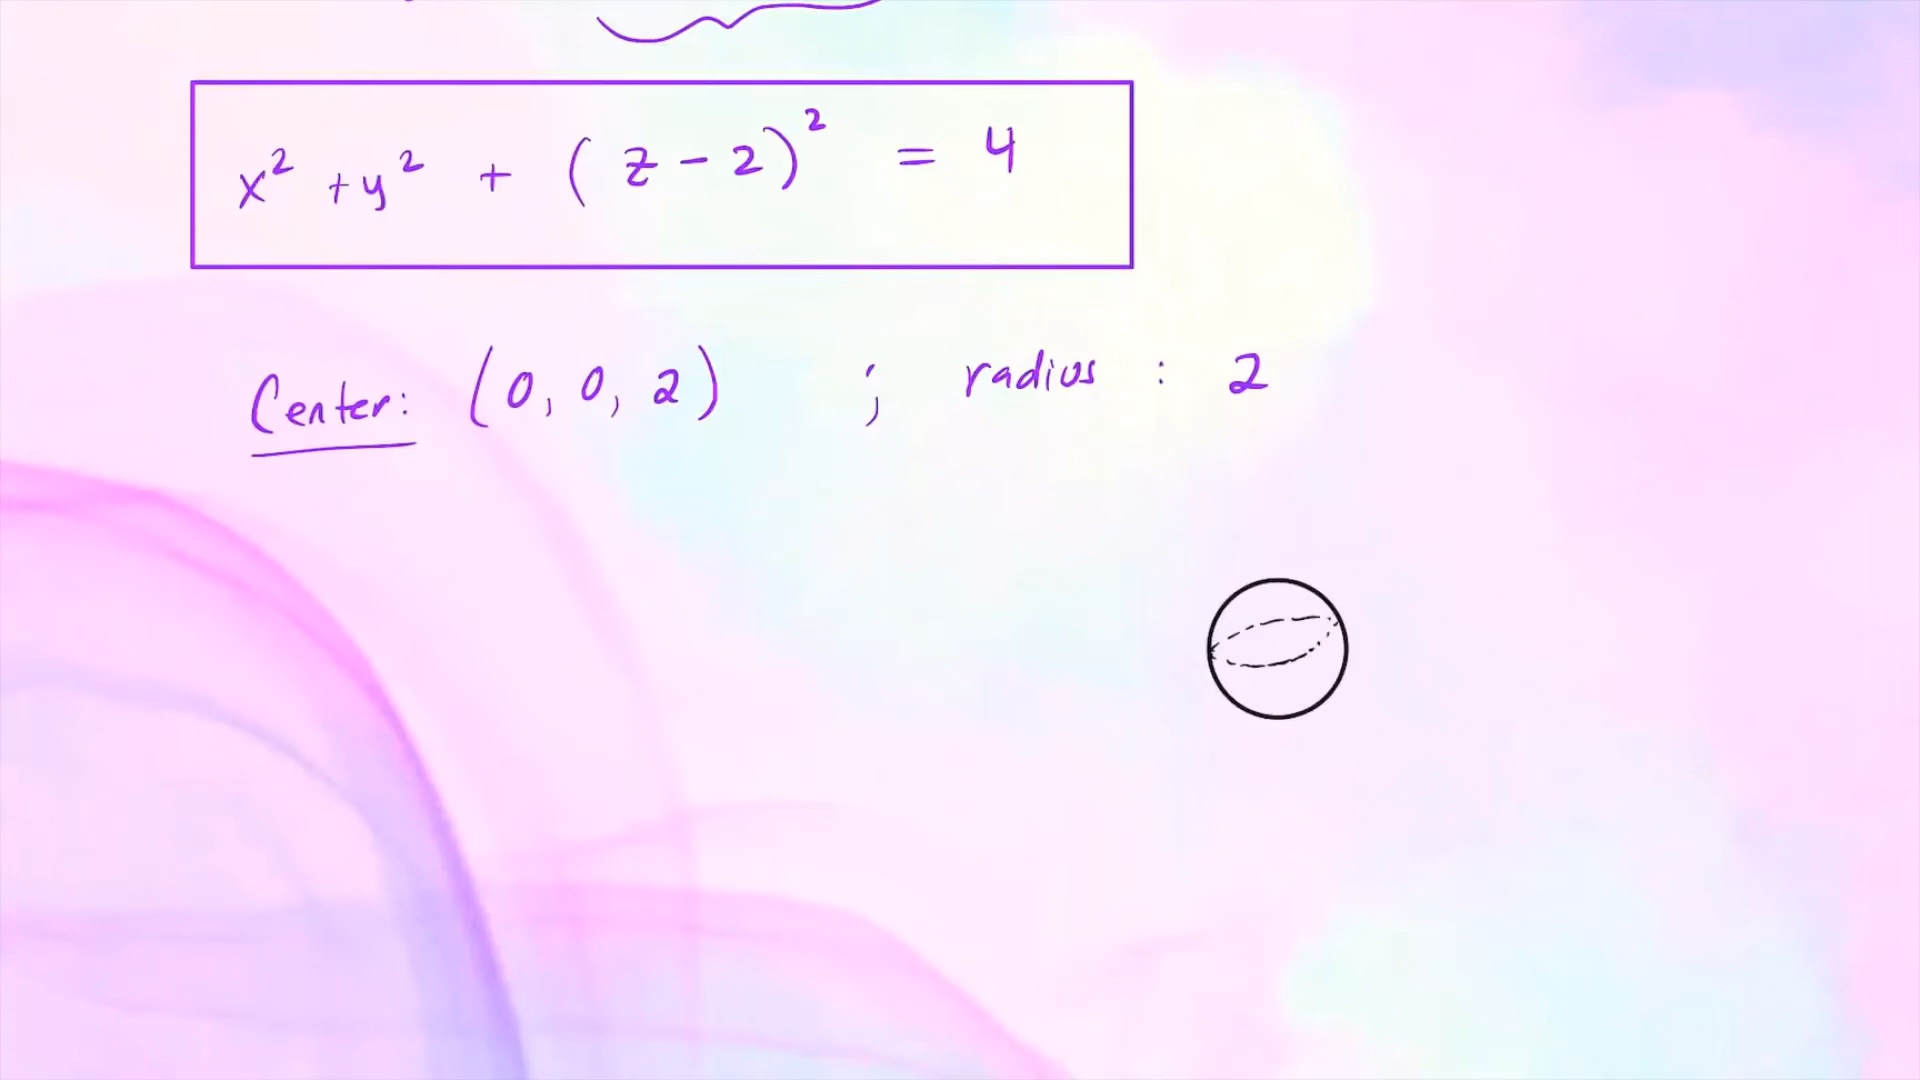 x² + y² + (z - 2)² = 4
Center: (0, 0, 2) ; radius : 2